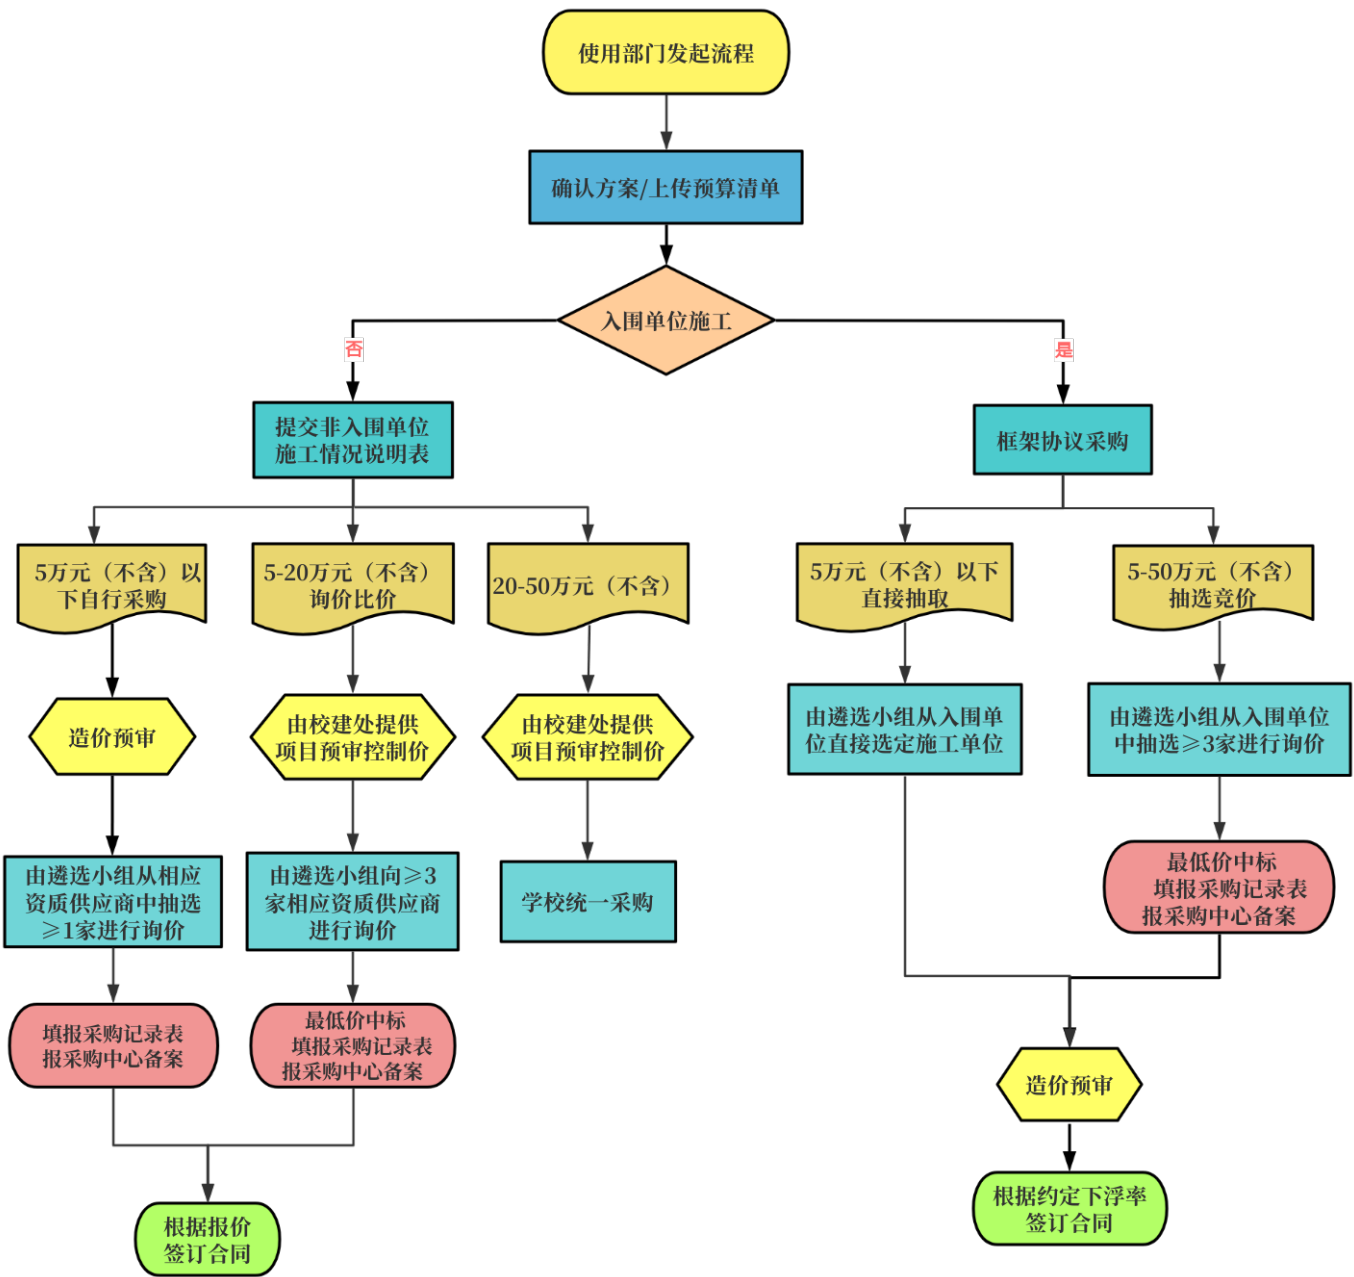 使用部门发起流程
确认方案/上传预算清单
入围单位施工
否
是
提交非入围单位
施工情况说明表
框架协议采购
5万元（不含）以
下自行采购
5-20万元（不含）
询价比价
20-50万元（不含）
5万元（不含）以下
直接抽取
5-50万元（不含）
抽选竞价
造价预审
由校建处提供
项目预审控制价
由校建处提供
项目预审控制价
由遴选小组从入围单
位直接选定施工单位
由遴选小组从入围单位
中抽选≥3家进行询价
由遴选小组从相应
资质供应商中抽选
≥1家进行询价
由遴选小组向≥3
家相应资质供应商
进行询价
学校统一采购
最低价中标
填报采购记录表
报采购中心备案
填报采购记录表
报采购中心备案
最低价中标
填报采购记录表
报采购中心备案
造价预审
根据报价
签订合同
根据约定下浮率
签订合同